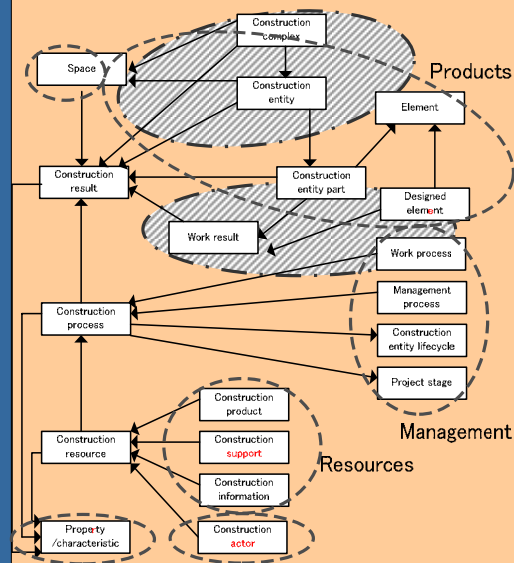 Construction
complex
Space
Products
Construction
entity
Element
Construction
result
Construction
entity part
Designed
element
Work result
Work process
Management
process
Construction
process
Construction
entity lifecycle
Project stage
Construction
product
Management
Construction
resource
Construction
support
Resources
Construction
information
Property
/characteristic
Construction
actor